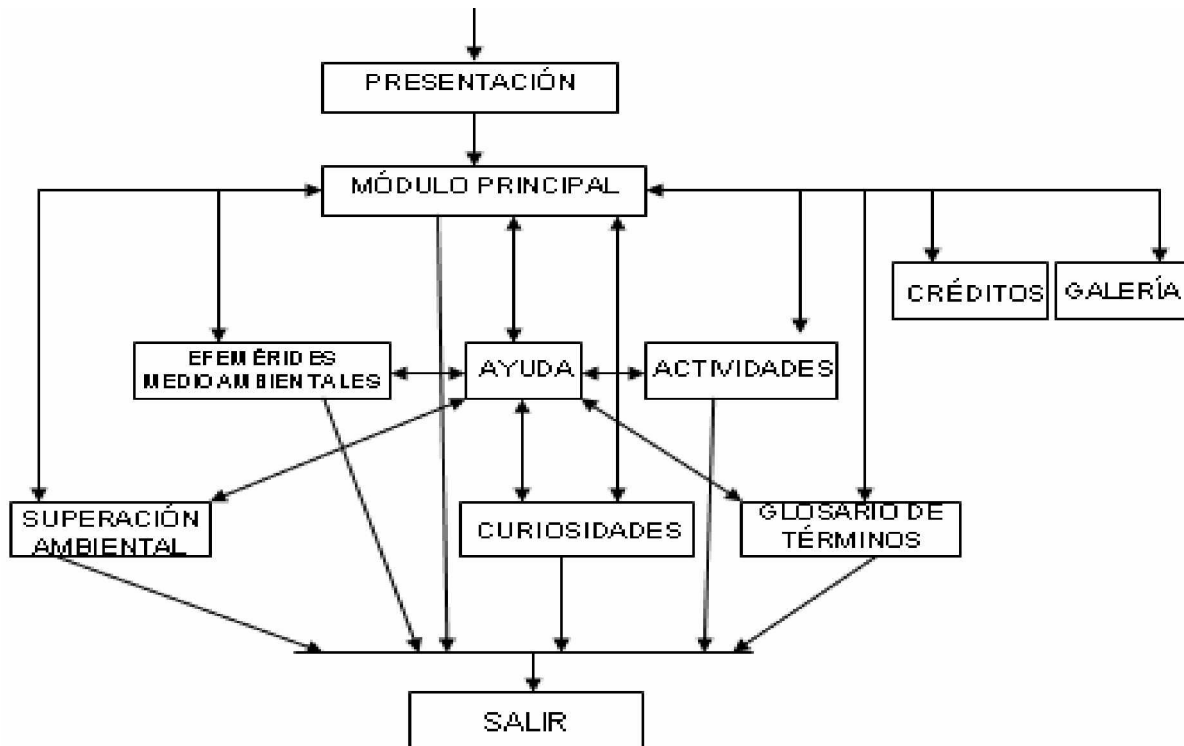 PRESENTACIÓN
MÓDULO PRINCIPAL
CRÉDITOS
GALERÍA
EFEMÉRIDES
MEDIOAMBIENTALES
AYUDA
ACTIVIDADES
SUPERACIÓN
AMBIENTAL
CURIOSIDADES
GLOSARIO DE
TÉRMINOS
SALIR